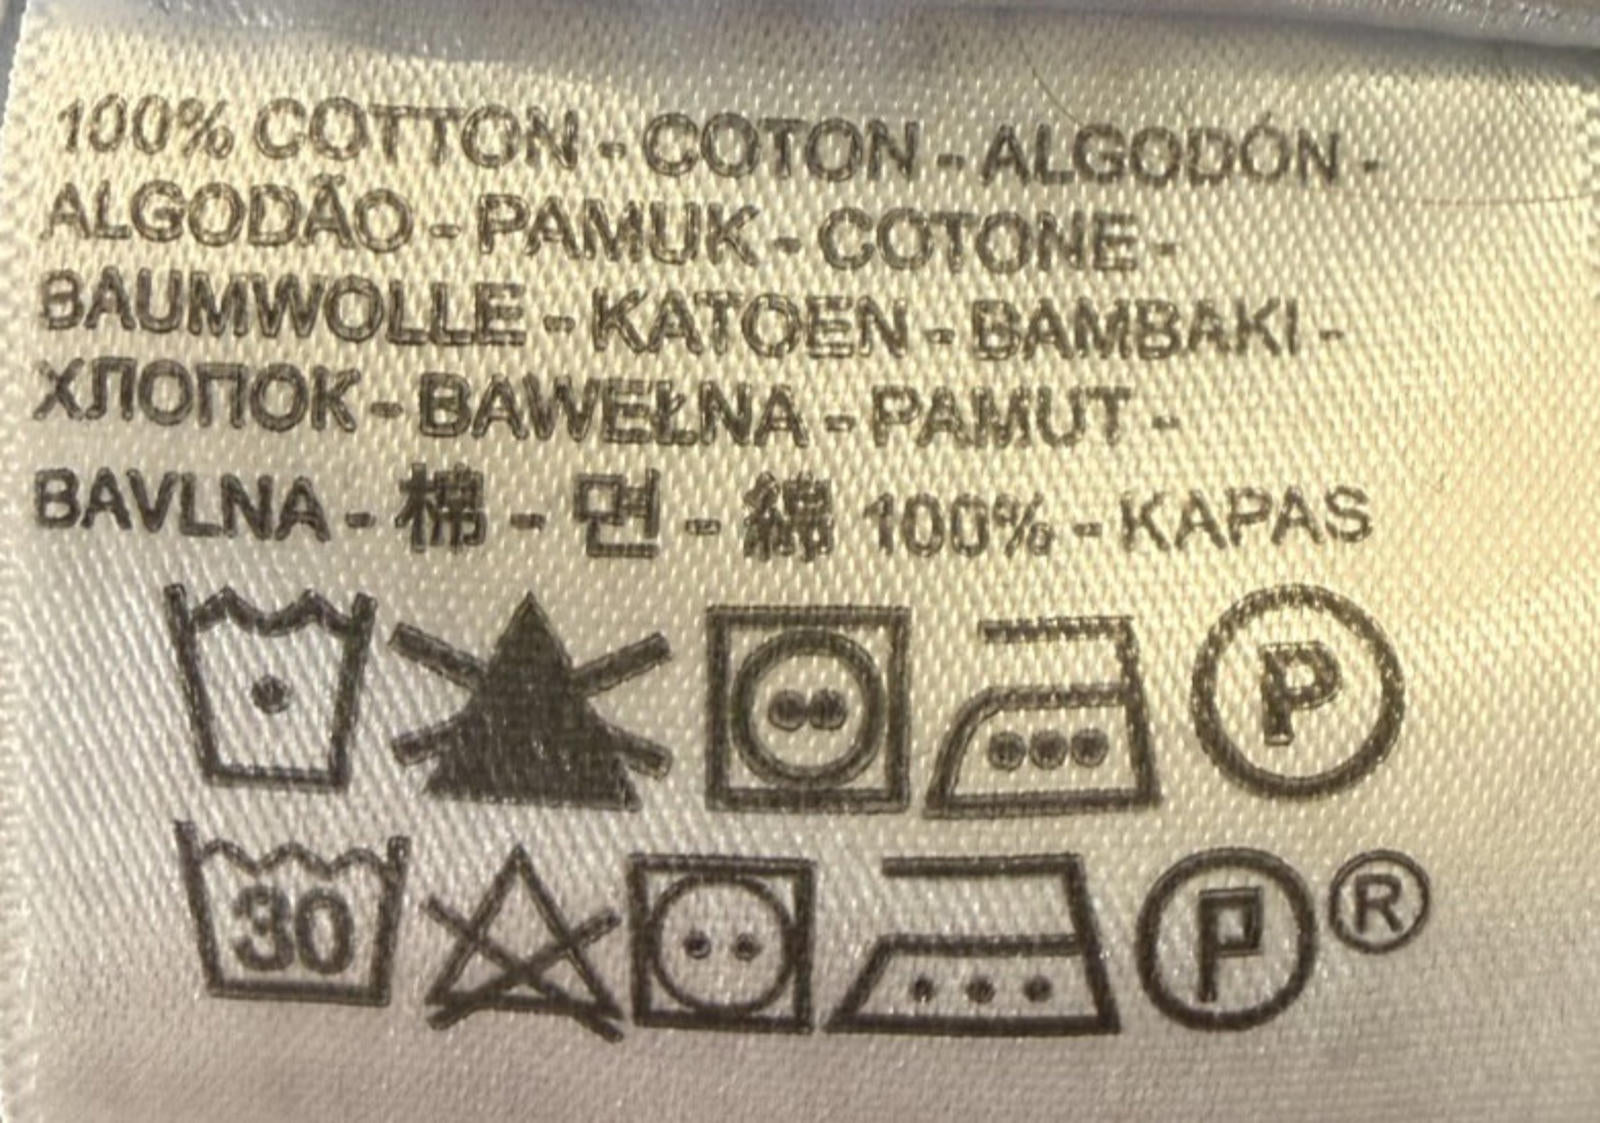 100% COTTON - COTON - ALGODÓN -
ALGODÃO - PAMUK - COTONE -
BAUMWOLLE - KATOEN - BAMBAKI -
ХЛОПОК - BAWEŁNA - PAMUT -
BAVLNA - 棉 - 면 - 綿 100% - KAPAS
P
30 P ®